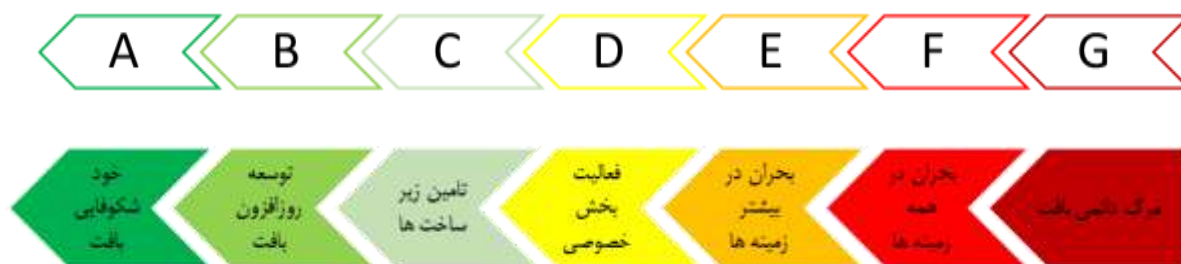 A
B
C
D
E
F
G
خود
شکوفایی
بافت
توسعه
روزافزون
بافت
تامین زیر
ساخت ها
فعالیت
بخش
خصوصی
بحران در
بیشتر
زمینه ها
بحران در
همه
زمینه ها
مرگ دائمی بافت